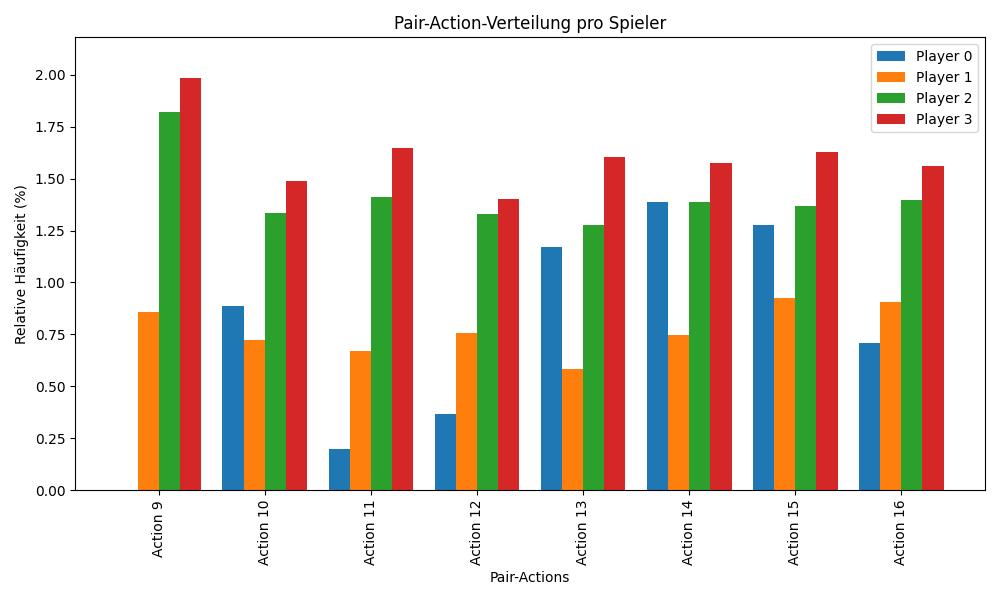 Pair-Action-Verteilung pro Spieler
Player 0
Player 1
Player 2
Player 3
Relative Häufigkeit (%)
2.00
1.75
1.50
1.25
1.00
0.75
0.50
0.25
0.00
Action 9
Action 10
Action 11
Action 12
Action 13
Action 14
Action 15
Action 16
Pair-Actions